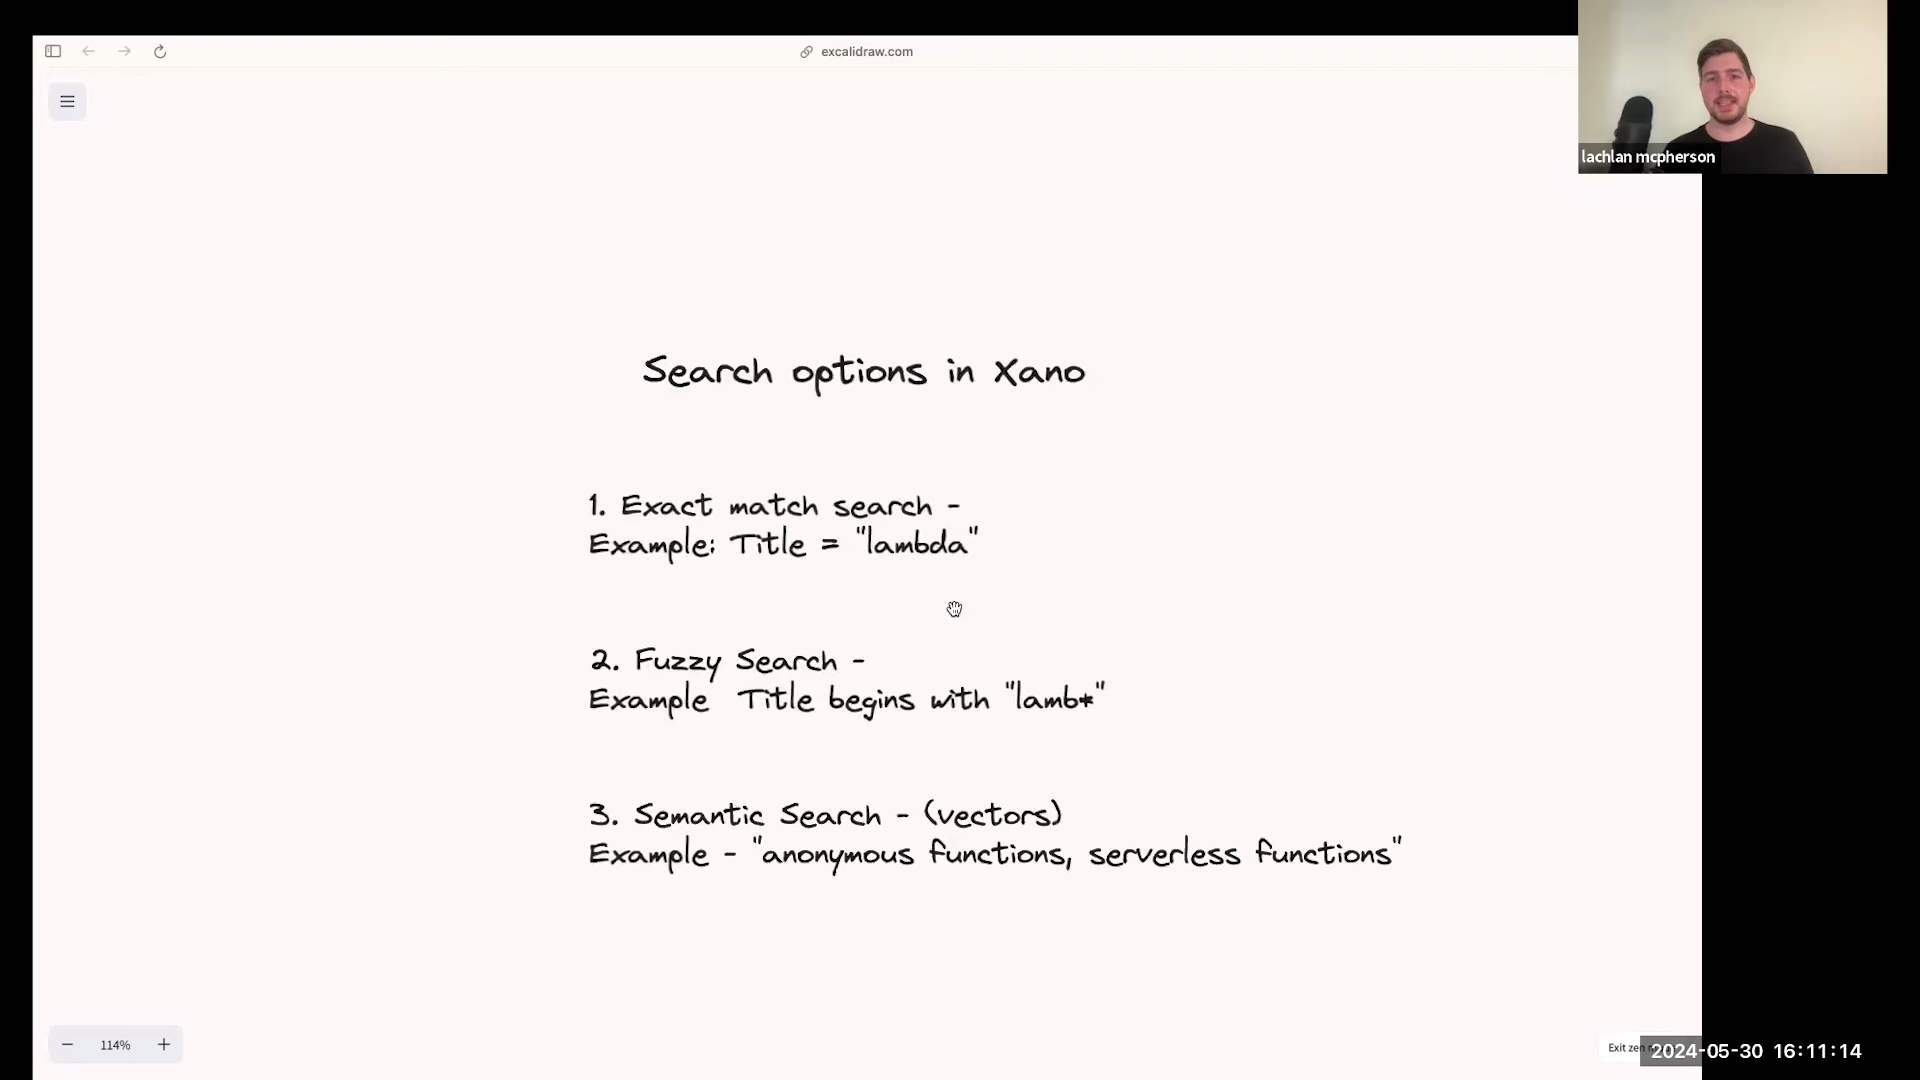 excalidraw.com
lachlan mcpherson
Search options in Xano
1. Exact match search -
Example: Title = "lambda"
2. Fuzzy Search -
Example Title begins with "lamb*"
3. Semantic Search - (vectors)
Example - "anonymous functions, serverless functions"
114%
Exit zen
2024-05-30 16:11:14